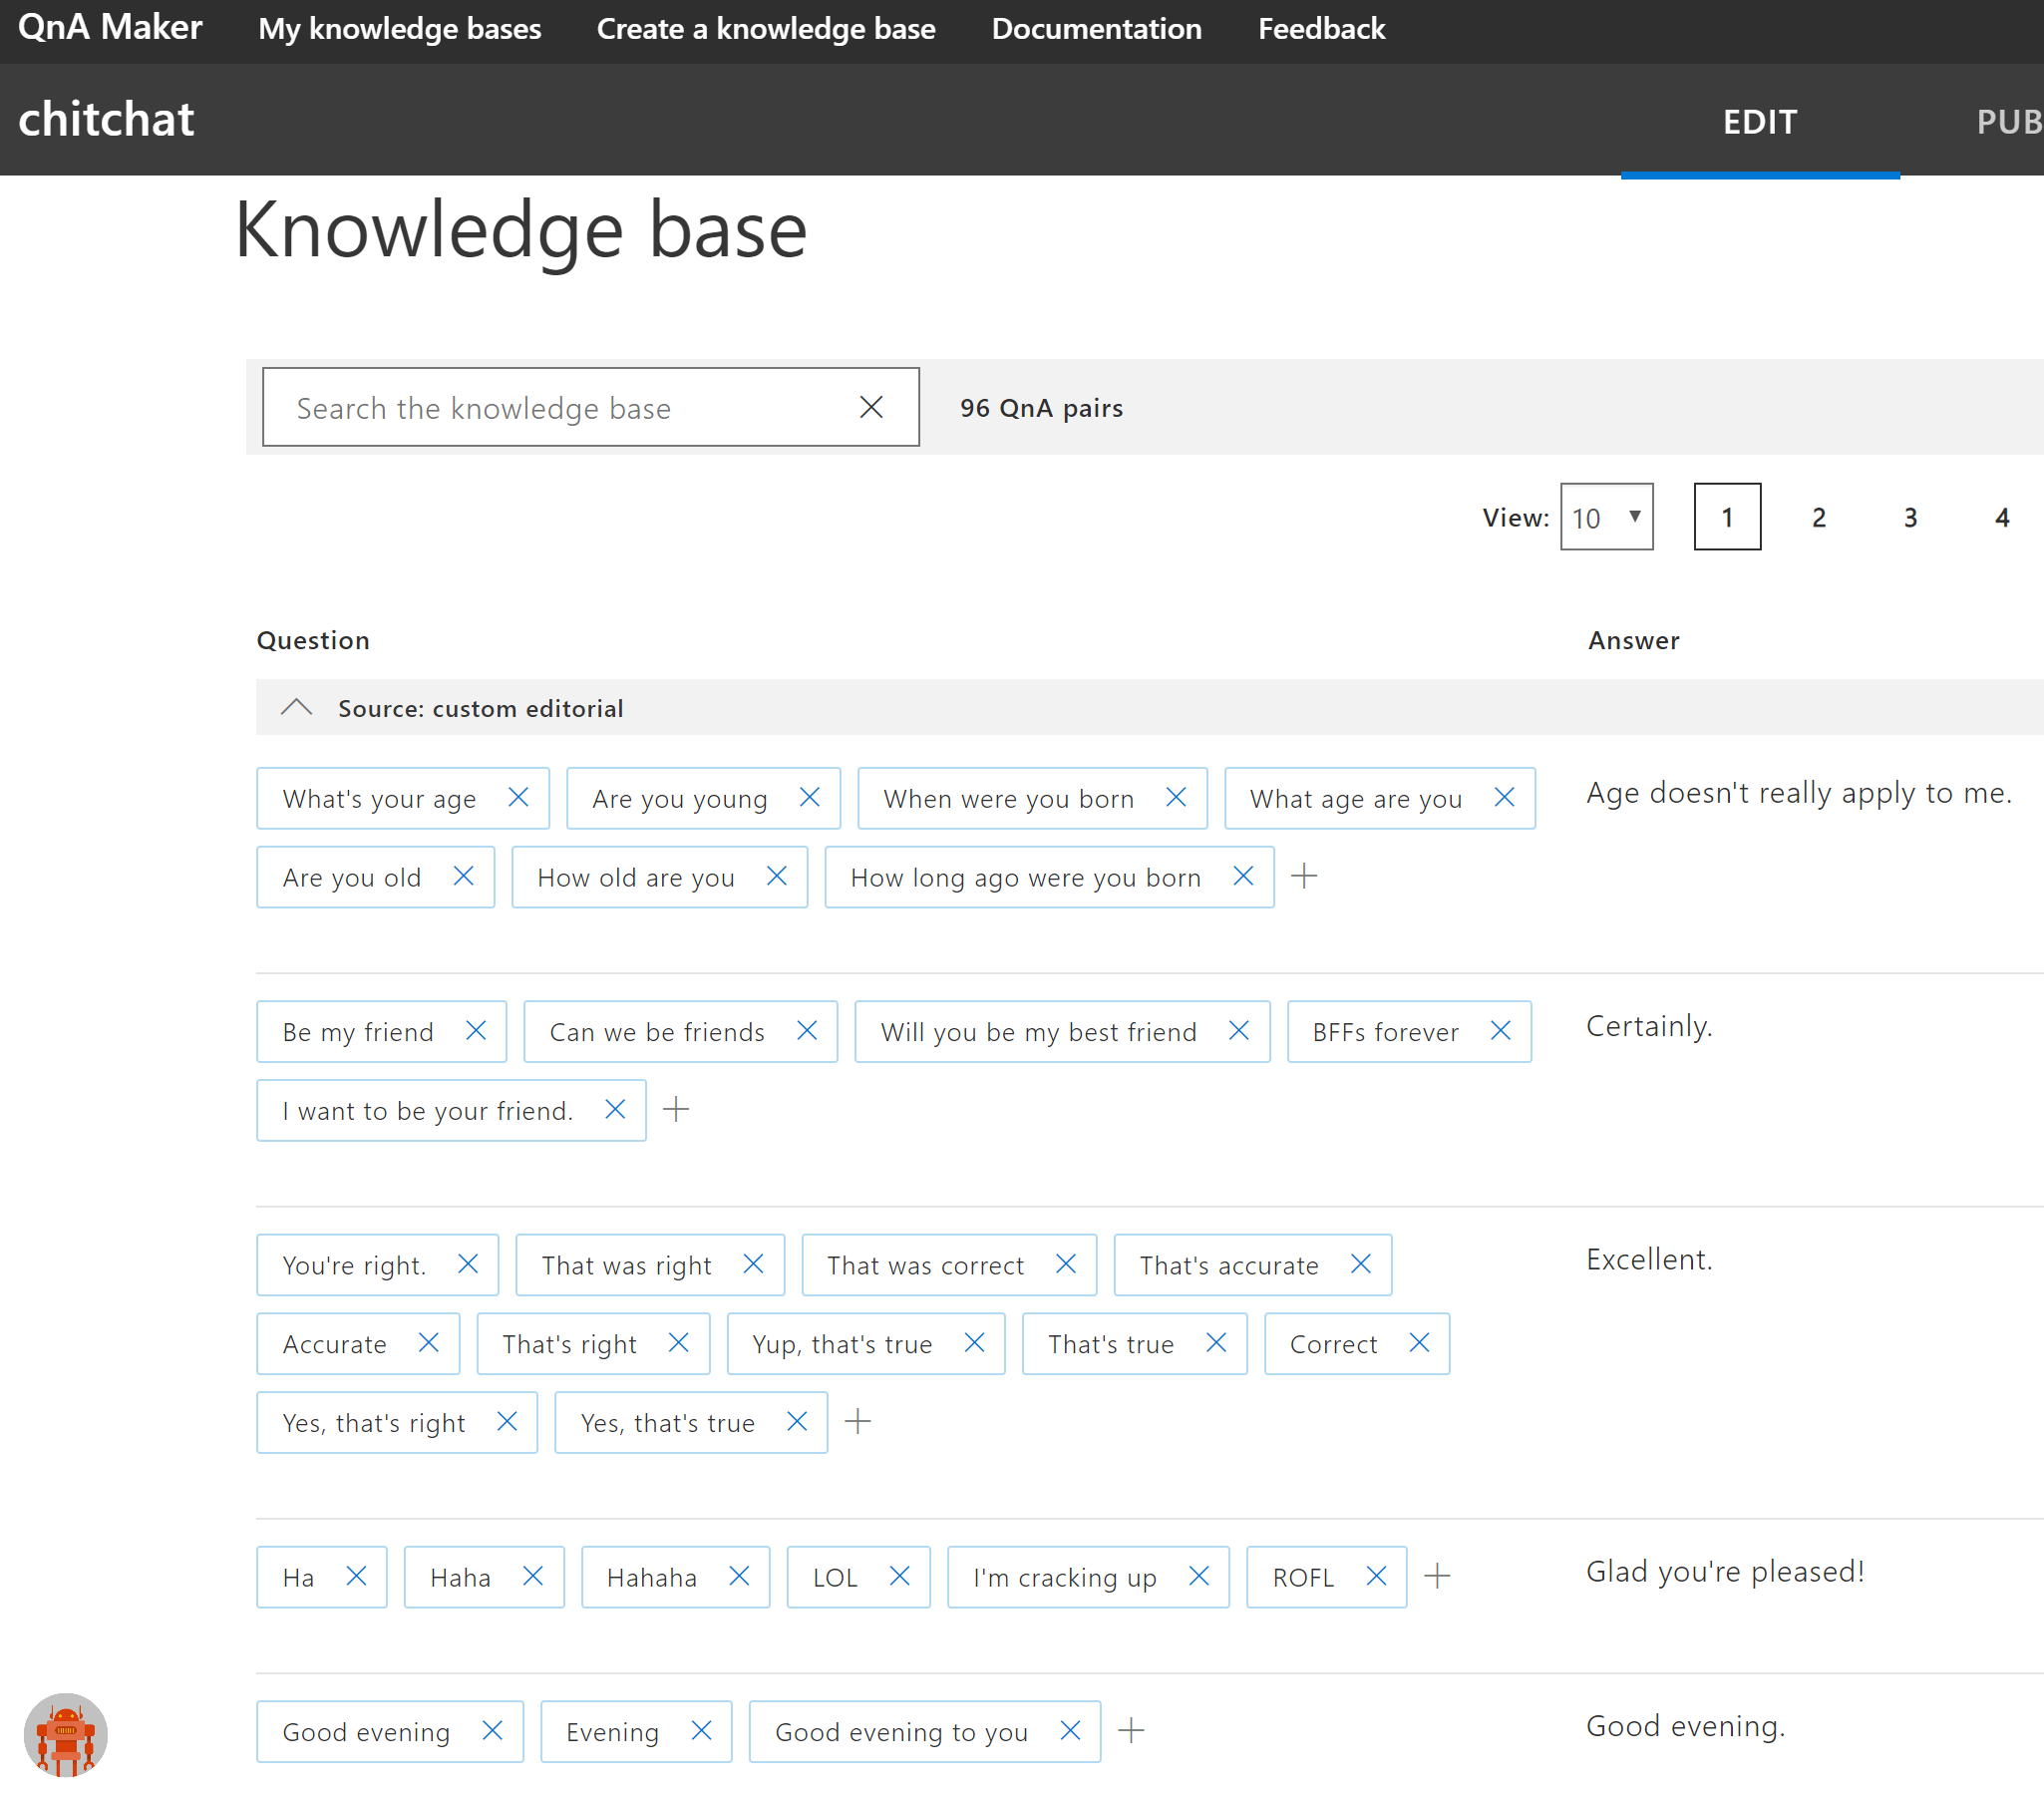 QnA Maker My knowledge bases Create a knowledge base Documentation Feedback
chitchat EDIT PUB
Knowledge base
Search the knowledge base 96 QnA pairs
View: 10 1 2 3 4
Question Answer
Source: custom editorial
What's your age Are you young When were you born What age are you Age doesn't really apply to me.
Are you old How old are you How long ago were you born
Be my friend Can we be friends Will you be my best friend BFFs forever Certainly.
I want to be your friend.
You're right. That was right That was correct That's accurate Excellent.
Accurate That's right Yup, that's true That's true Correct
Yes, that's right Yes, that's true
Ha Haha Hahaha LOL I'm cracking up ROFL Glad you're pleased!
Good evening Evening Good evening to you Good evening.